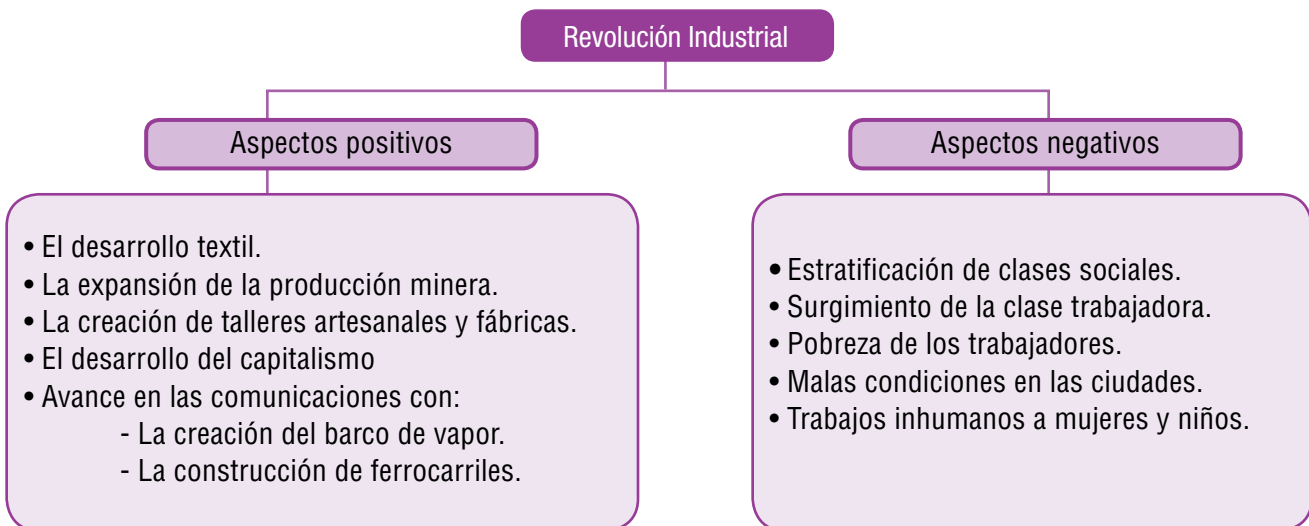 Revolución Industrial
Aspectos positivos
• El desarrollo textil.
• La expansión de la producción minera.
• La creación de talleres artesanales y fábricas.
• El desarrollo del capitalismo
• Avance en las comunicaciones con:
- La creación del barco de vapor.
- La construcción de ferrocarriles.
Aspectos negativos
• Estratificación de clases sociales.
• Surgimiento de la clase trabajadora.
• Pobreza de los trabajadores.
• Malas condiciones en las ciudades.
• Trabajos inhumanos a mujeres y niños.